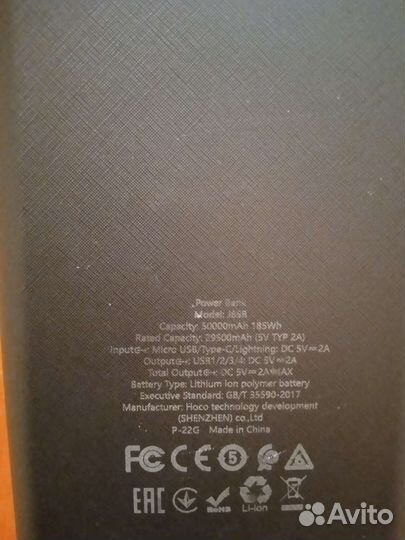 Power Bank
Model: J65B
Capacity: 50000mAh 185Wh
Rated Capacity: 29500mAh (5V TYP 2A)
Input: Micro USB/Type-C/Lightning: DC 5V⎓2A
Output: USB1/2/3/4: DC 5V⎓2A
Total Output: DC 5V⎓2A MAX
Battery Type: Lithium ion polymer battery
Executive Standard: GB/T 35590-2017
Manufacturer: Hoco technology development
(SHENZHEN) co.,Ltd
P-22G Made in China
FC CE 5
EAC RoHS Li-ion
Avito